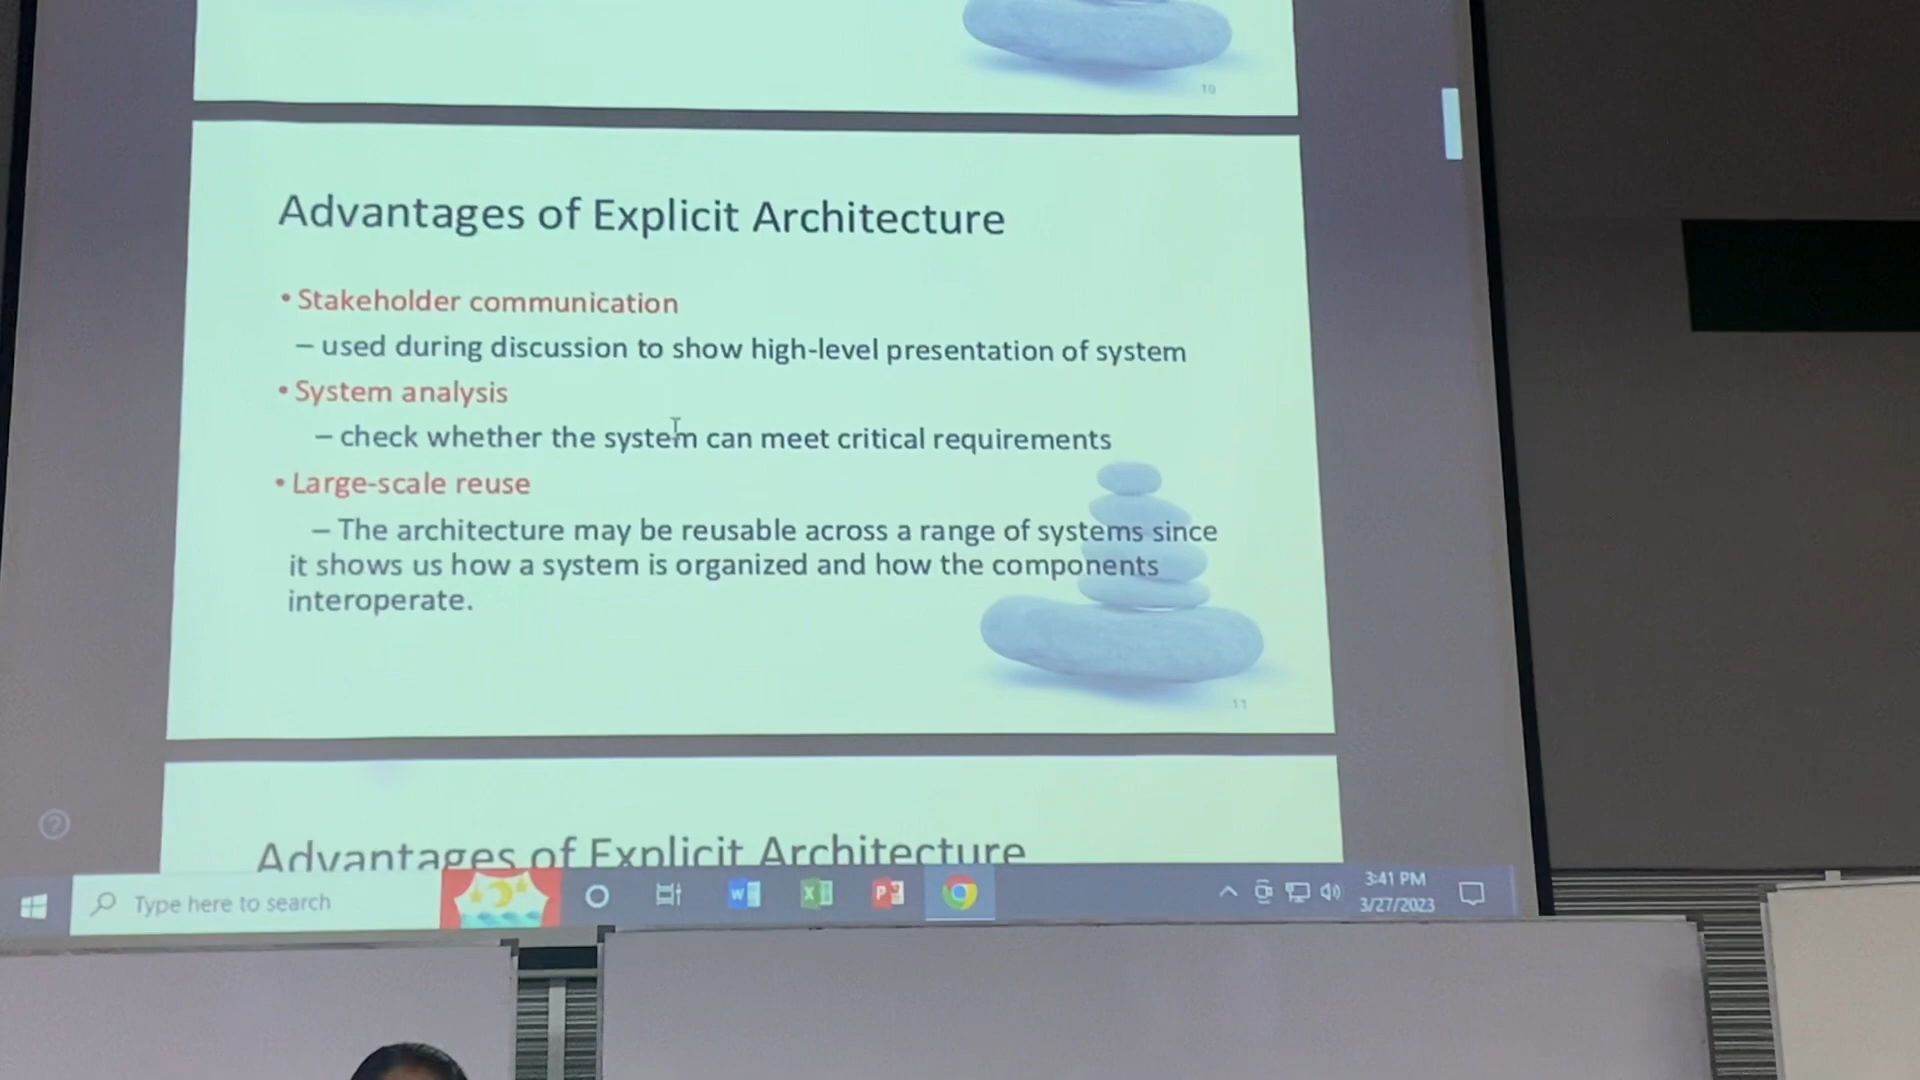 10
Advantages of Explicit Architecture
• Stakeholder communication
– used during discussion to show high-level presentation of system
• System analysis
– check whether the system can meet critical requirements
• Large-scale reuse
– The architecture may be reusable across a range of systems since
it shows us how a system is organized and how the components
interoperate.
11
Advantages of Explicit Architecture
Type here to search
3:41 PM
3/27/2023